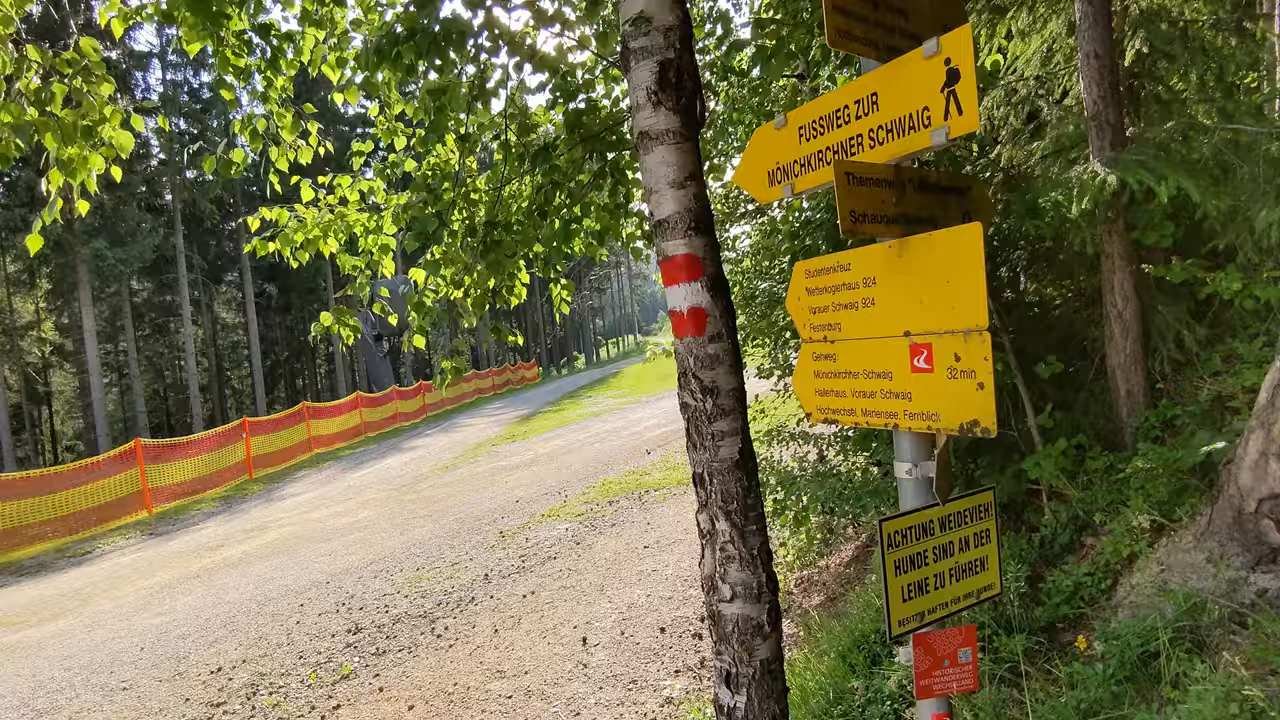 FUSSWEG ZUR
MÖNICHKIRCHNER SCHWAIG
Themenweg
Studentenkreuz
Wetterkoglerhaus 924
Vorauer Schwaig 924
Festenburg
Gehweg:
Mönichkirchner-Schwaig 32 min
Hallerhaus, Vorauer Schwaig
Hochwechsel, Mariensee, Fernblick
ACHTUNG WEIDEVIEH!
HUNDE SIND AN DER
LEINE ZU FÜHREN!
BESITZER HAFTEN FÜR IHRE HUNDE!
HISTORISCHER
WEITWANDERWEG
WECHSELLAND